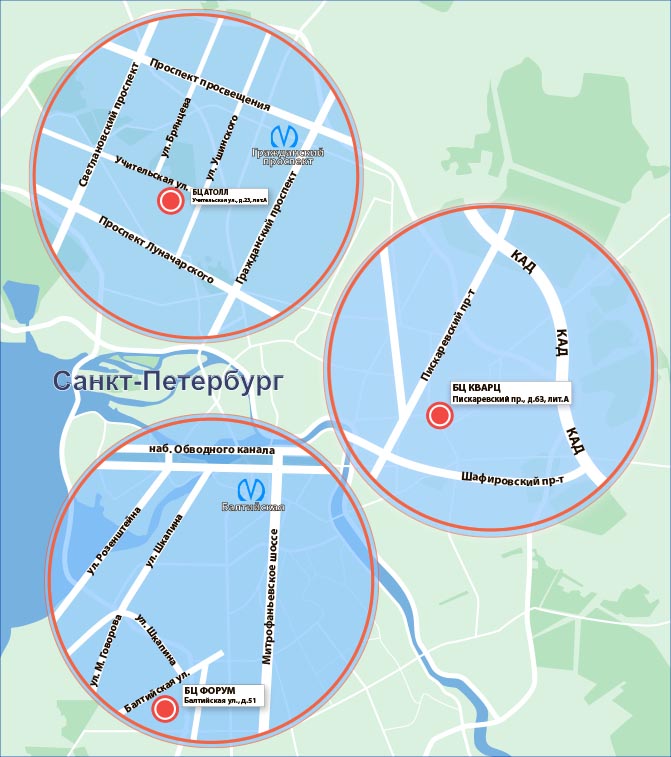 Проспект просвещения
Светлановский проспект
ул. Брянцева
ул. Ушинского
Гражданский
проспект
Учительская ул.
БЦ АТОЛЛ
Учительская ул., д.23, лит.А
Гражданский проспект
Проспект Луначарского
КАД
КАД
КАД
Пискаревский пр-т
БЦ КВАРЦ
Пискаревский пр., д.63, лит.А
Шафировский пр-т
Санкт-Петербург
наб. Обводного канала
Балтийская
ул. Розенштейна
ул. Шкапина
Митрофаньевское шоссе
ул. М. Говорова
ул. Шкапина
Балтийская ул.
БЦ ФОРУМ
Балтийская ул., д.51